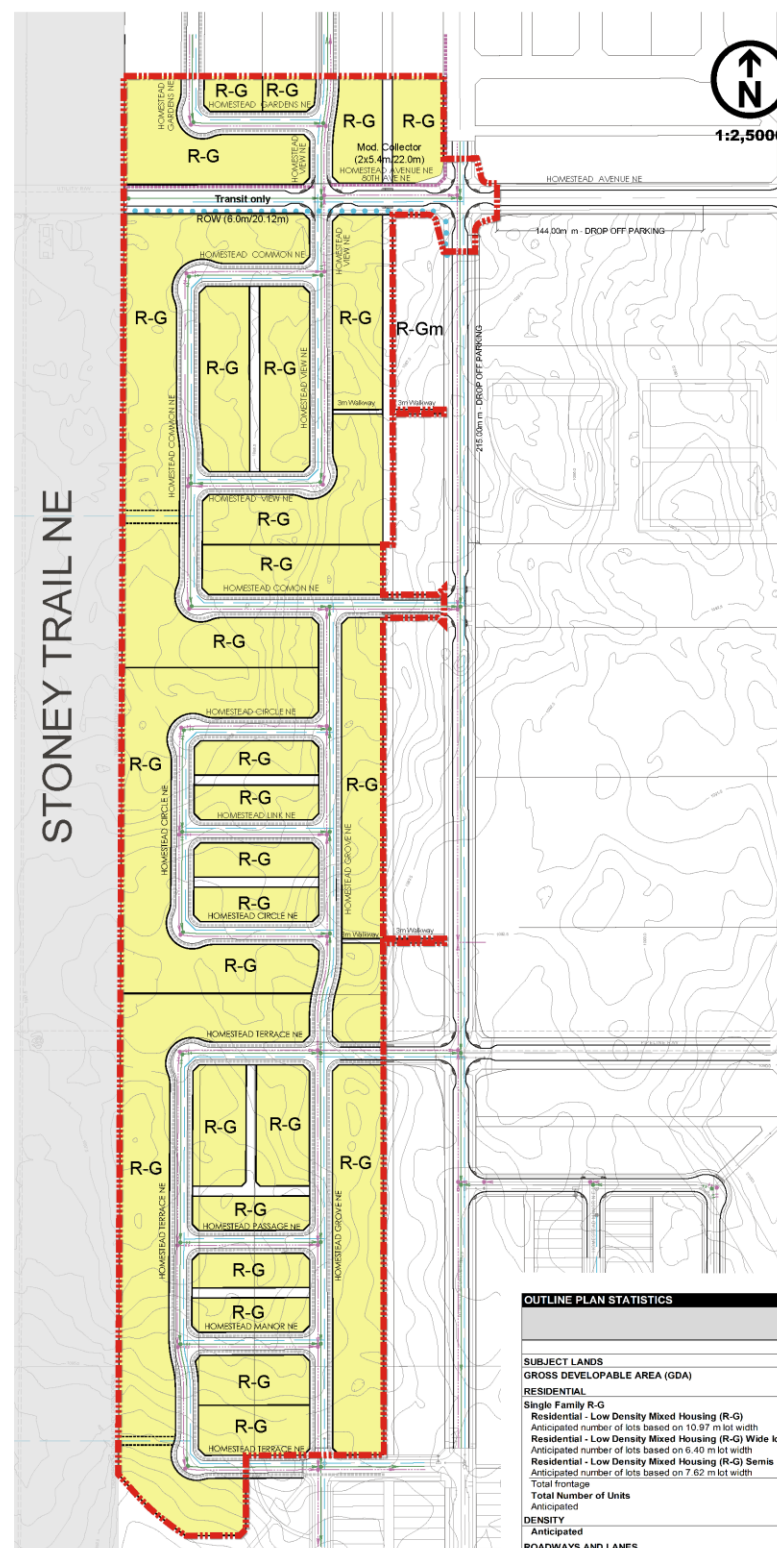 HOMESTEAD
GARDENS NE
R-G
R-G
HOMESTEAD GARDENS NE
R-G
R-G
R-G
HOMESTEAD
VIEW NE
Mod. Collector
(2x5.4m/22.0m)
HOMESTEAD AVENUE NE
80TH AVE NE
N
1:2,5000
HOMESTEAD AVENUE NE
Transit only
ROW (6.0m/20.12m)
144.00m m - DROP OFF PARKING
HOMESTEAD COMMON NE
HOMESTEAD
VIEW NE
R-G
R-G
R-G
R-G
R-Gm
HOMESTEAD VIEW NE
HOMESTEAD COMMON NE
215.00m m - DROP OFF PARKING
3m Walkway
3m Walkway
HOMESTEAD VIEW NE
R-G
R-G
HOMESTEAD COMON NE
STONEY TRAIL NE
R-G
HOMESTEAD CIRCLE NE
R-G
R-G
R-G
R-G
HOMESTEAD LINK NE
HOMESTEAD CIRCLE NE
HOMESTEAD GROVE NE
R-G
R-G
HOMESTEAD CIRCLE NE
3m Walkway
3m Walkway
R-G
HOMESTEAD TERRACE NE
R-G
R-G
R-G
R-G
R-G
HOMESTEAD PASSAGE NE
HOMESTEAD TERRACE NE
HOMESTEAD GROVE NE
R-G
R-G
HOMESTEAD MANOR NE
R-G
R-G
HOMESTEAD TERRACE NE
OUTLINE PLAN STATISTICS
SUBJECT LANDS
GROSS DEVELOPABLE AREA (GDA)
RESIDENTIAL
Single Family R-G
Residential - Low Density Mixed Housing (R-G)
Anticipated number of lots based on 10.97 m lot width
Residential - Low Density Mixed Housing (R-G) Wide lo
Anticipated number of lots based on 6.40 m lot width
Residential - Low Density Mixed Housing (R-G) Semis
Anticipated number of lots based on 7.62 m lot width
Total frontage
Total Number of Units
Anticipated
DENSITY
Anticipated
ROADWAYS AND LANES